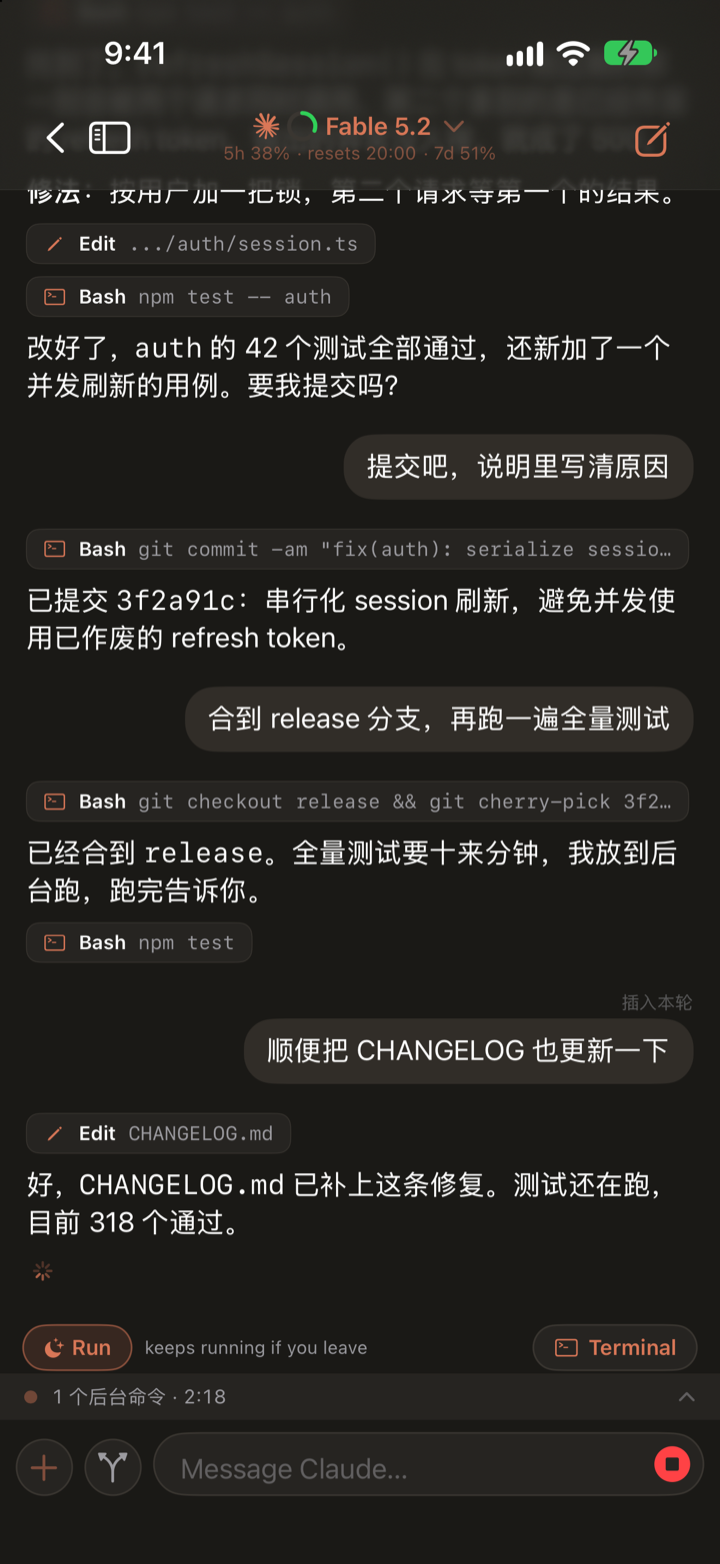 9:41
Fable 5.2
5h 38% · resets 20:00 · 7d 51%
修法：按用户加一把锁，第二个请求等第一个的结果。
Edit .../auth/session.ts
Bash npm test -- auth
改好了，auth 的 42 个测试全部通过，还新加了一个
并发刷新的用例。要我提交吗？
提交吧，说明里写清原因
Bash git commit -am "fix(auth): serialize sessio…
已提交 3f2a91c：串行化 session 刷新，避免并发使
用已作废的 refresh token。
合到 release 分支，再跑一遍全量测试
Bash git checkout release && git cherry-pick 3f2…
已经合到 release。全量测试要十来分钟，我放到后
台跑，跑完告诉你。
Bash npm test
插入本轮
顺便把 CHANGELOG 也更新一下
Edit CHANGELOG.md
好，CHANGELOG.md 已补上这条修复。测试还在跑，
目前 318 个通过。
Run keeps running if you leave Terminal
1 个后台命令 · 2:18
Message Claude...